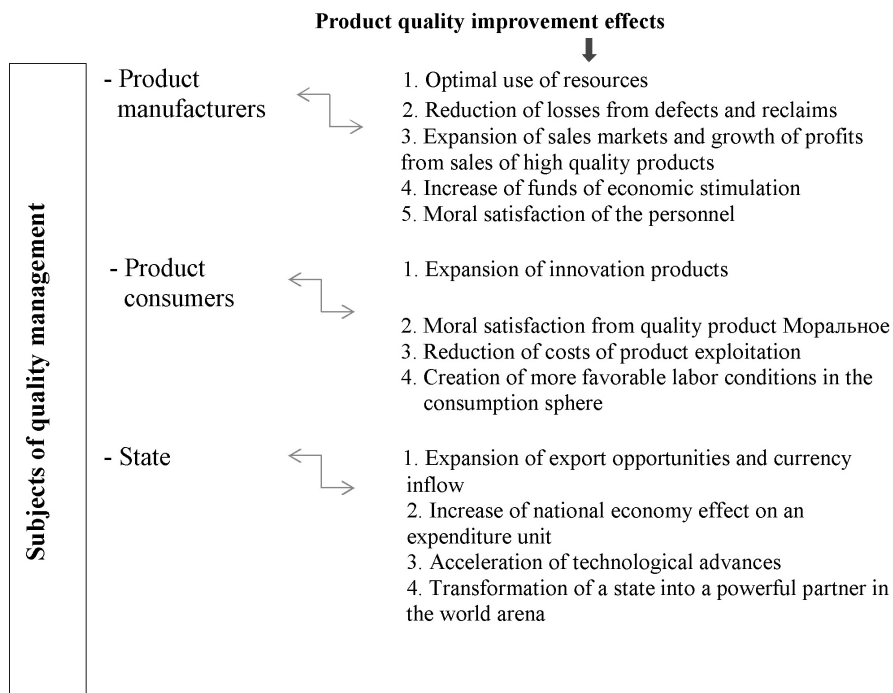 Product quality improvement effects
Subjects of quality management
- Product
manufacturers
1. Optimal use of resources
2. Reduction of losses from defects and reclaims
3. Expansion of sales markets and growth of profits
from sales of high quality products
4. Increase of funds of economic stimulation
5. Moral satisfaction of the personnel
- Product
consumers
1. Expansion of innovation products
2. Moral satisfaction from quality product Моральное
3. Reduction of costs of product exploitation
4. Creation of more favorable labor conditions in the
consumption sphere
- State
1. Expansion of export opportunities and currency
inflow
2. Increase of national economy effect on an
expenditure unit
3. Acceleration of technological advances
4. Transformation of a state into a powerful partner in
the world arena